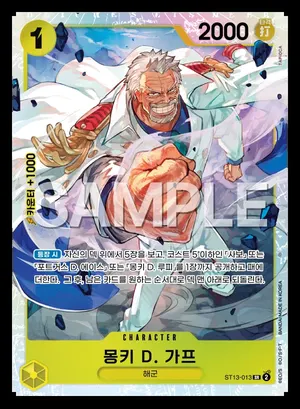 1
2000
打
카운터 +1000
SAMPLE
등장 시 자신의 덱 위에서 5장을 보고, 코스트 5 이하인 「사보」 또는
「포트거스 D. 에이스」 또는 「몽키 D. 루피」를 1장까지 공개하고 패에
더한다. 그 후, 남은 카드를 원하는 순서대로 덱 맨 아래로 되돌린다.
CHARACTER
몽키 D. 가프
해군
ST13-013
2